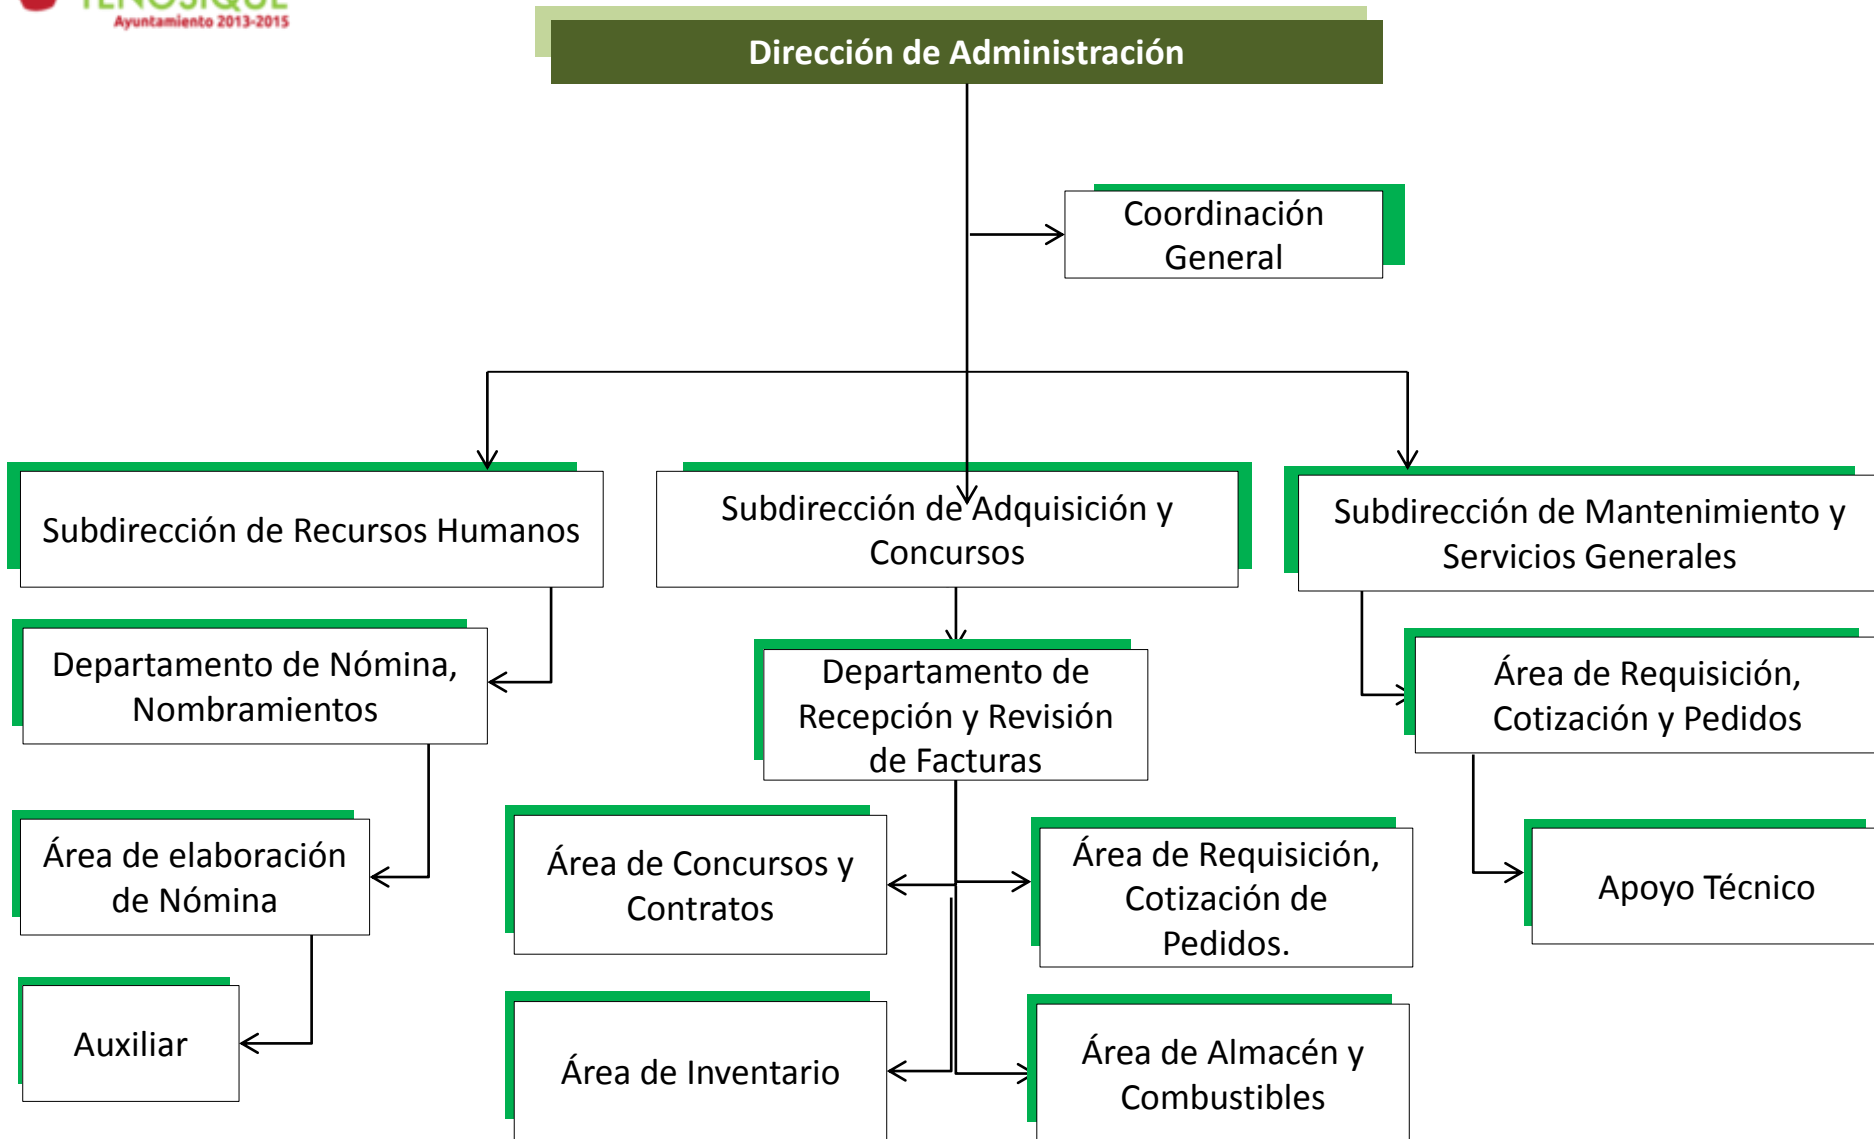 TENOSIQUE
Ayuntamiento 2013-2015
Dirección de Administración
Coordinación
General
Subdirección de Recursos Humanos
Subdirección de Adquisición y
Concursos
Subdirección de Mantenimiento y
Servicios Generales
Departamento de Nómina,
Nombramientos
Departamento de
Recepción y Revisión
de Facturas
Área de Requisición,
Cotización y Pedidos
Área de elaboración
de Nómina
Área de Concursos y
Contratos
Área de Requisición,
Cotización de
Pedidos.
Apoyo Técnico
Auxiliar
Área de Inventario
Área de Almacén y
Combustibles